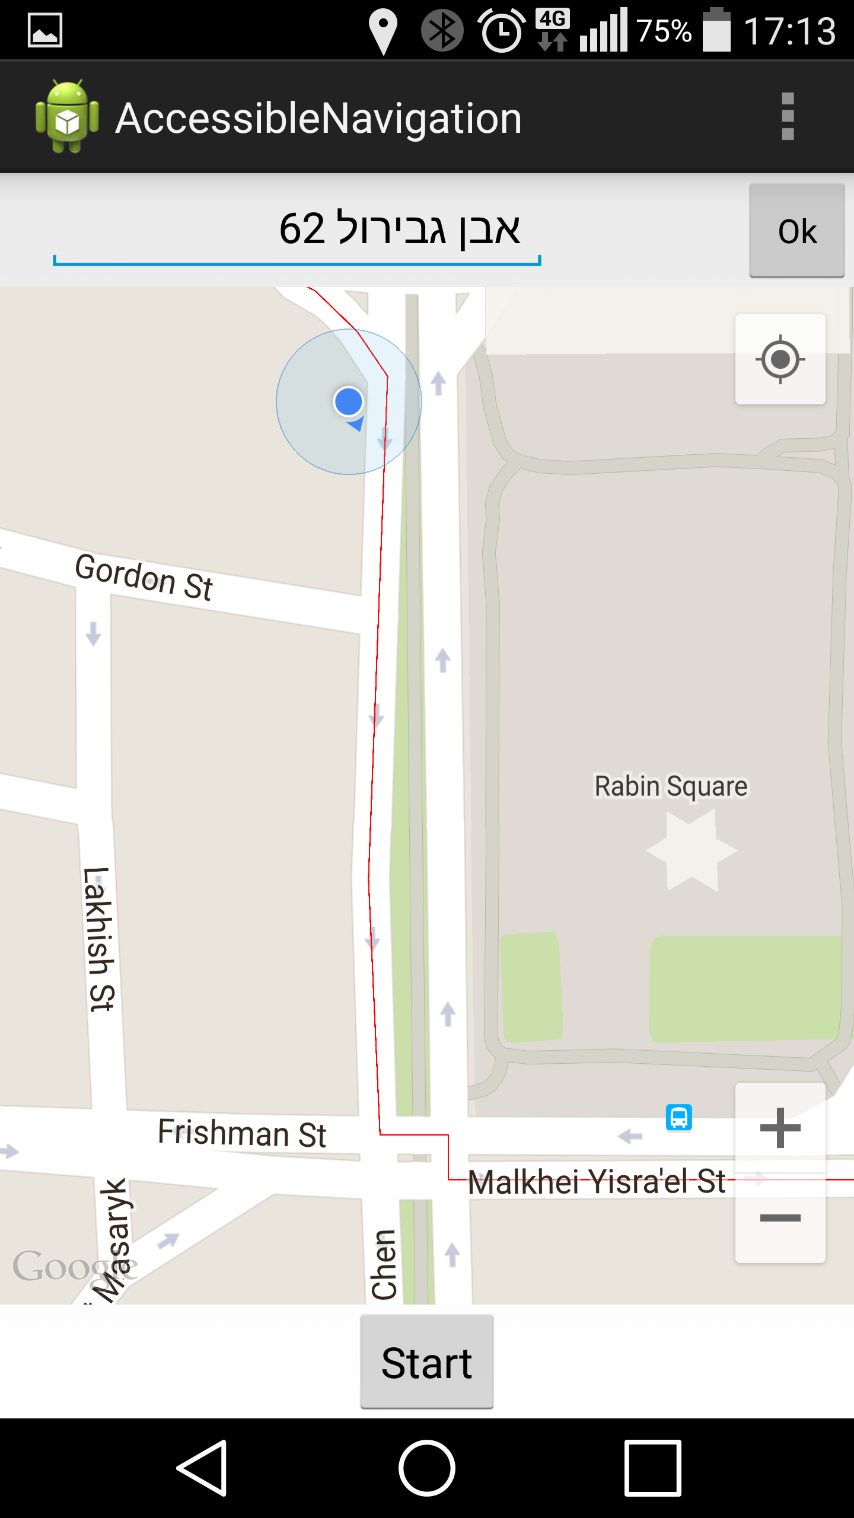 4G 75% 17:13
AccessibleNavigation
אבן גבירול 62
Ok
Gordon St
Rabin Square
Lakhish St
Frishman St
Malkhei Yisra'el St
Masaryk
Chen
Google
Start